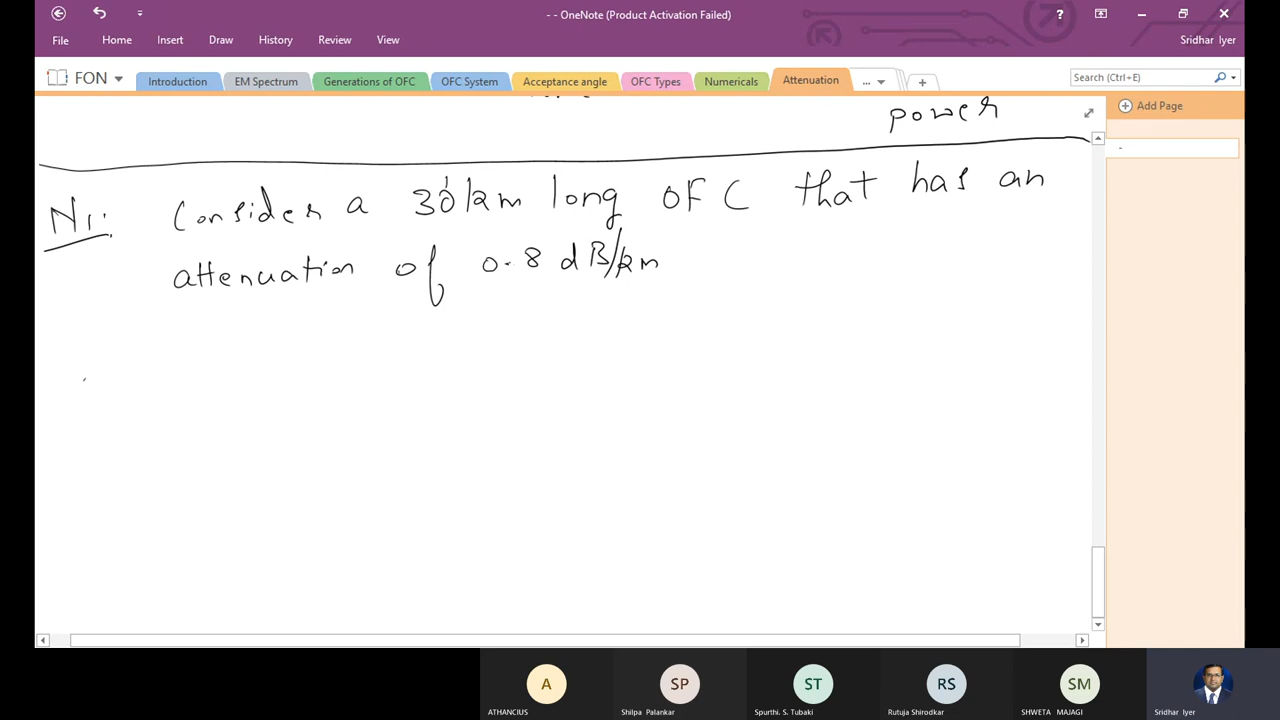 - - OneNote (Product Activation Failed)
File Home Insert Draw History Review View
Sridhar Iyer
FON
Introduction EM Spectrum Generations of OFC OFC System Acceptance angle OFC Types Numericals Attenuation ...
Search (Ctrl+E)
Add Page
-
power
N1: Consider a 30 km long OFC that has an
attenuation of 0.8 dB/km
A SP ST RS SM
ATHANCIUS Shilpa Palankar Spurthi. S. Tubaki Rutuja Shirodkar SHWETA MAJAGI Sridhar Iyer